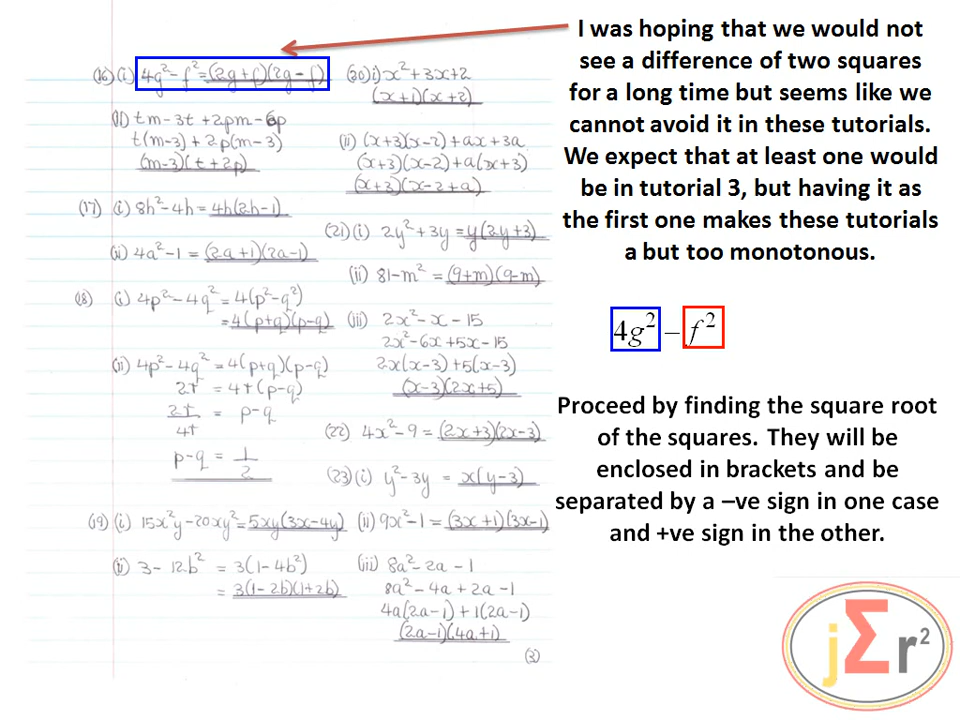 I was hoping that we would not
see a difference of two squares
for a long time but seems like we
cannot avoid it in these tutorials.
We expect that at least one would
be in tutorial 3, but having it as
the first one makes these tutorials
a but too monotonous.
4g² − f²
Proceed by finding the square root
of the squares. They will be
enclosed in brackets and be
separated by a –ve sign in one case
and +ve sign in the other.
(16) (i) 4g² − f² = (2g+f)(2g−f)
(ii) tm − 3t + 2pm − 6p
t(m−3) + 2p(m−3)
(m−3)(t+2p)
(17) (i) 8h² − 4h = 4h(2h−1)
(ii) 4a² − 1 = (2a+1)(2a−1)
(18) (i) 4p² − 4q² = 4(p²−q²)
= 4(p+q)(p−q)
(ii) 4p² − 4q² = 4(p+q)(p−q)
= 4t(p−q)
= p−q
p−q = 1/2
(19) (i) 15x²y − 20xy² = 5xy(3x−4y)
(ii) 3 − 12b² = 3(1−4b²)
= 3(1−2b)(1+2b)
(20) i) x² + 3x + 2
(x+1)(x+2)
(ii) (x+3)(x−2) + ax + 3a
(x+3)(x−2) + a(x+3)
(x+3)(x−2+a)
(21) (i) 2y² + 3y = y(2y+3)
(ii) 81 − m² = (9+m)(9−m)
(iii) 2x² − x − 15
2x² − 6x + 5x − 15
2x(x−3) + 5(x−3)
(x−3)(2x+5)
(22) 4x² − 9 = (2x+3)(2x−3)
(23) (i) y² − 3y = x(y−3)
(ii) 9x² − 1 = (3x+1)(3x−1)
(iii) 8a² − 2a − 1
8a² − 4a + 2a − 1
4a(2a−1) + 1(2a−1)
(2a−1)(4a+1)
(3)
jΣr²